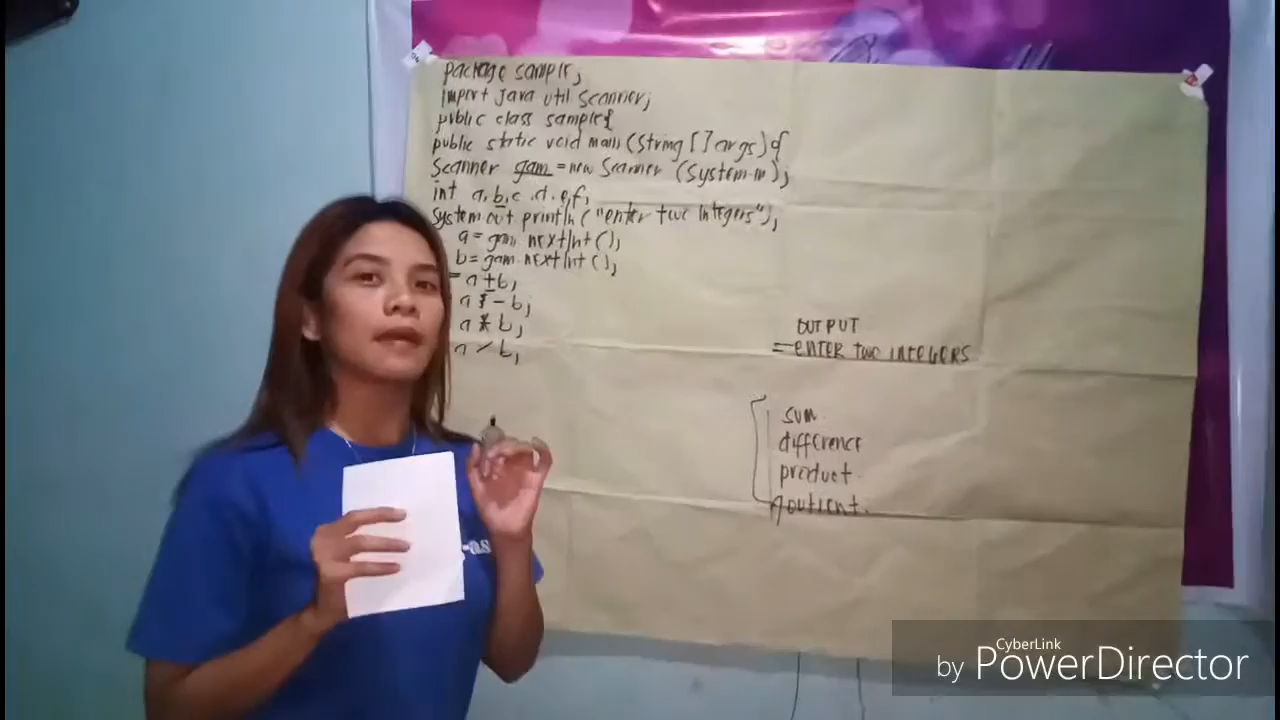 package sample;
import java util scanner;
public class sample{
public static void main (String [] args) {
Scanner gam = new Scanner (System.in);
int a, b, c, d, e, f;
System.out println ("enter two integers");
a = gam. nextInt ();
b = gam. nextInt ();
= a + b;
a - b;
a * b;
a / b;
OUTPUT
= ENTER TWO INTEGERS
sum
difference
product
qoutient.
-as
CyberLink
by PowerDirector